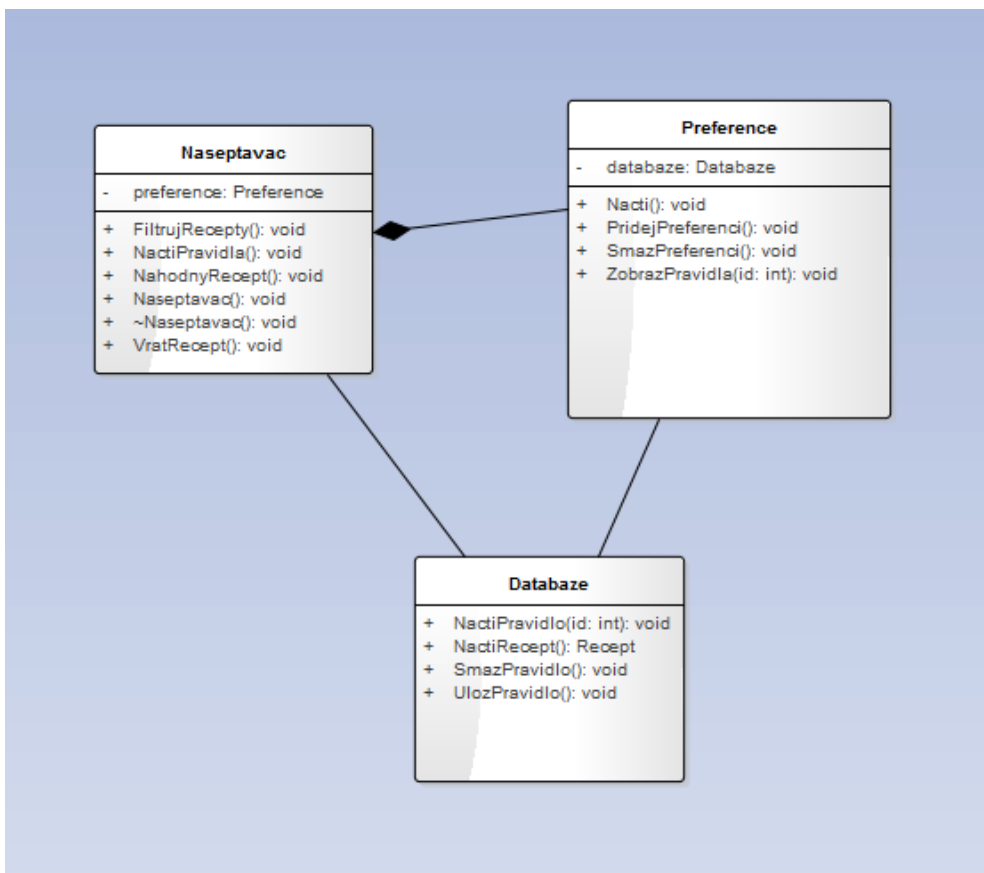 Naseptavac
- preference: Preference
+ FiltrujRecepty(): void
+ NactiPravidla(): void
+ NahodnyRecept(): void
+ Naseptavac(): void
+ ~Naseptavac(): void
+ VratRecept(): void
Preference
- databaze: Databaze
+ Nacti(): void
+ PridejPreferenci(): void
+ SmazPreferenci(): void
+ ZobrazPravidla(id: int): void
Databaze
+ NactiPravidlo(id: int): void
+ NactiRecept(): Recept
+ SmazPravidlo(): void
+ UlozPravidlo(): void